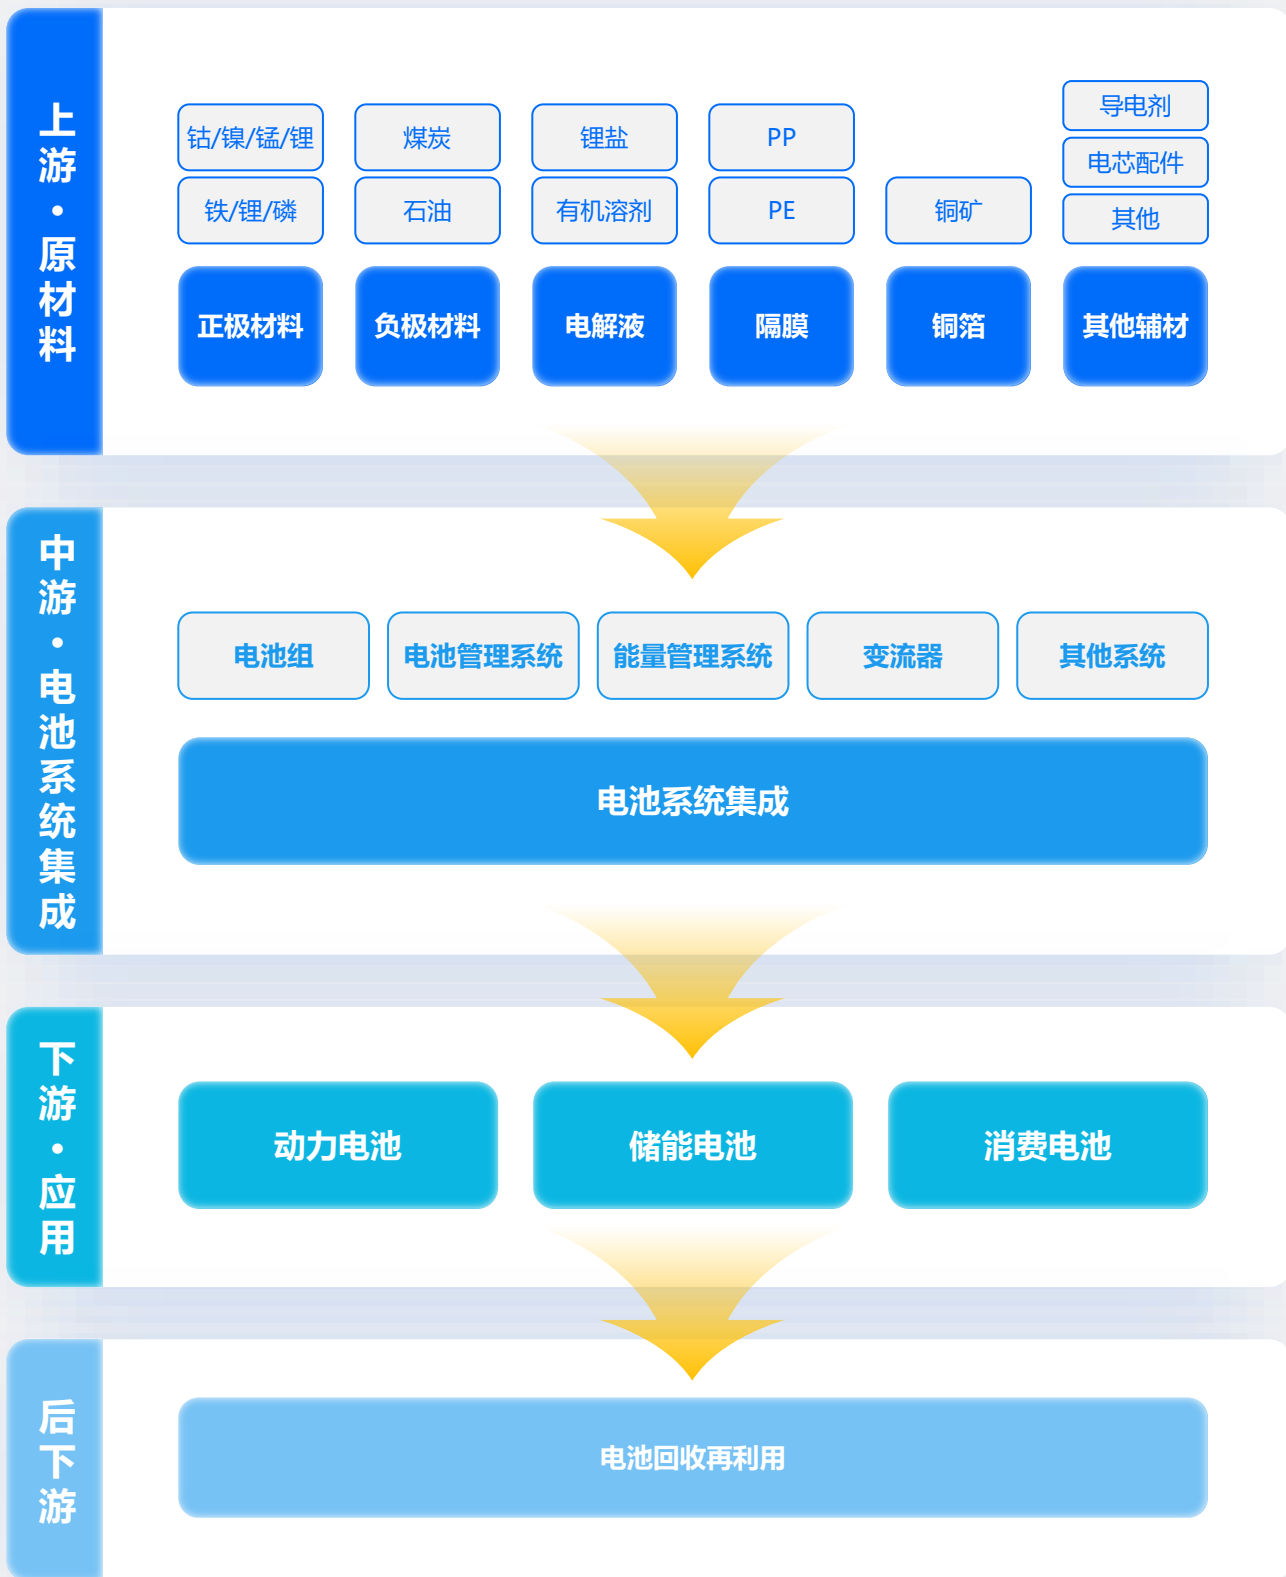 上游·原材料
钴/镍/锰/锂
铁/锂/磷
正极材料
煤炭
石油
负极材料
锂盐
有机溶剂
电解液
PP
PE
隔膜
铜矿
铜箔
导电剂
电芯配件
其他
其他辅材
中游·电池系统集成
电池组
电池管理系统
能量管理系统
变流器
其他系统
电池系统集成
下游·应用
动力电池
储能电池
消费电池
后下游
电池回收再利用